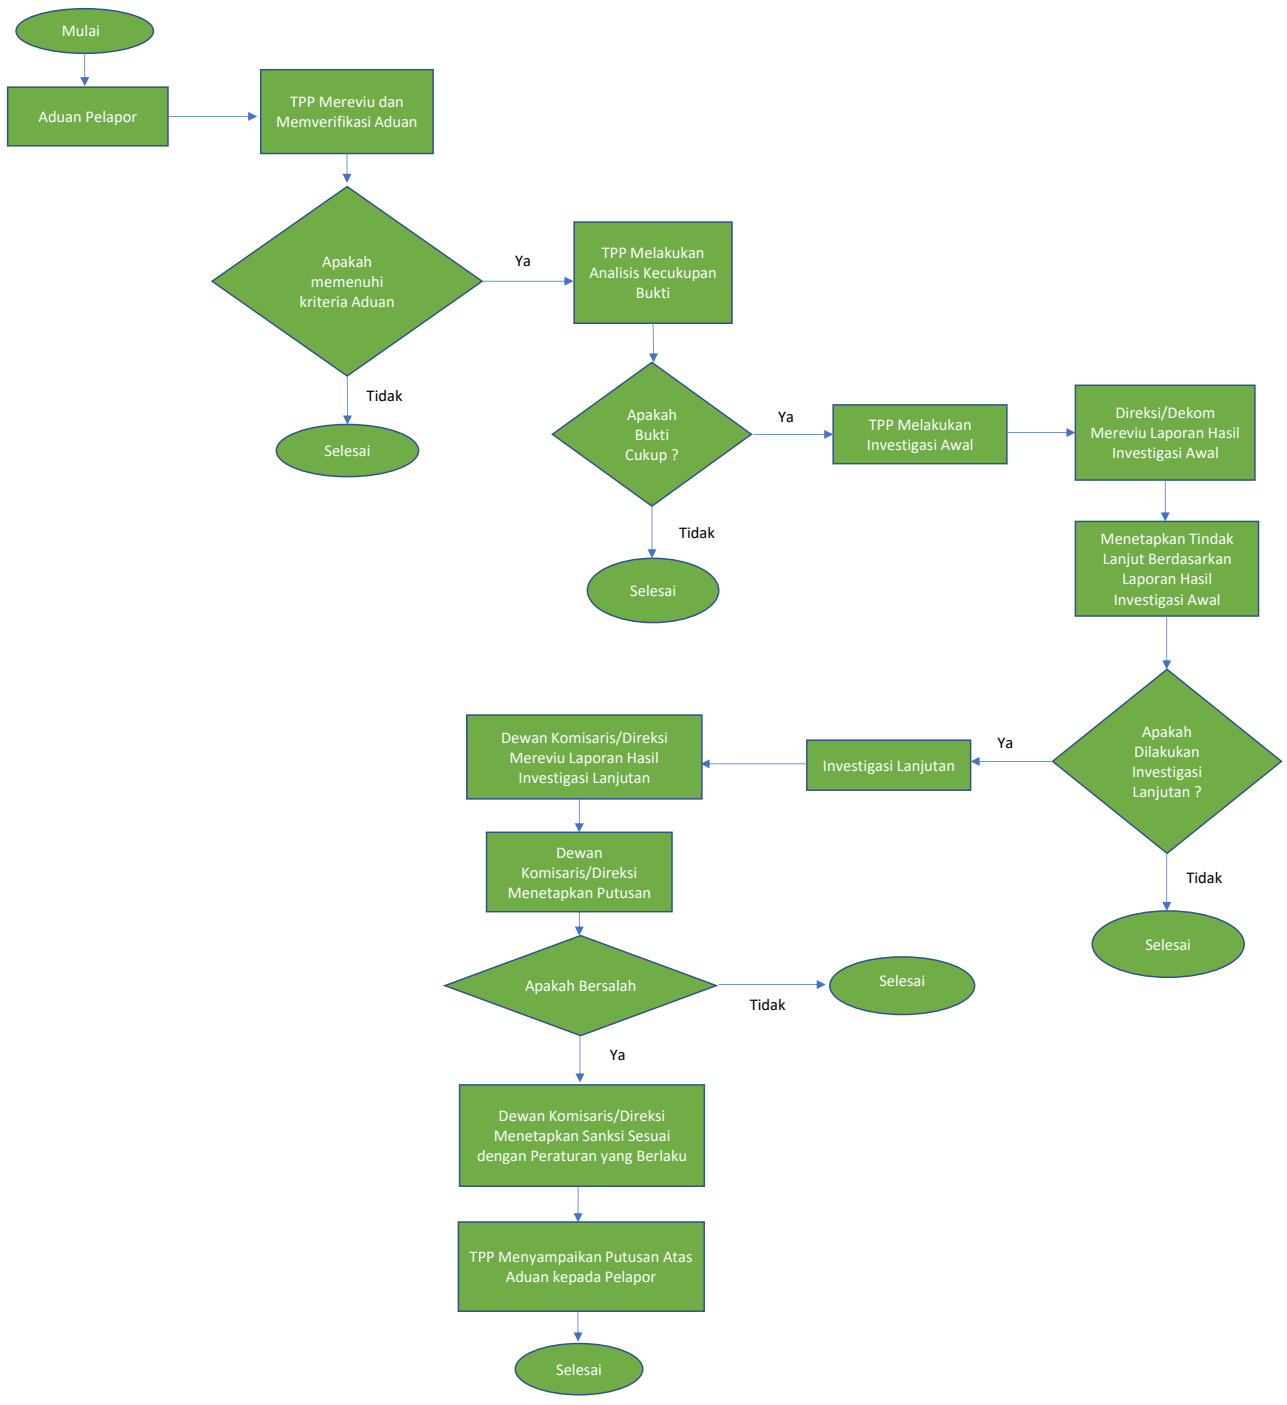 Mulai
Aduan Pelapor
TPP Mereviu dan
Memverifikasi Aduan
Apakah
memenuhi
kriteria Aduan
Ya
Tidak
Selesai
TPP Melakukan
Analisis Kecukupan
Bukti
Apakah
Bukti
Cukup ?
Ya
Tidak
Selesai
TPP Melakukan
Investigasi Awal
Direksi/Dekom
Mereviu Laporan Hasil
Investigasi Awal
Menetapkan Tindak
Lanjut Berdasarkan
Laporan Hasil
Investigasi Awal
Apakah
Dilakukan
Investigasi
Lanjutan ?
Ya
Tidak
Selesai
Investigasi Lanjutan
Dewan Komisaris/Direksi
Mereviu Laporan Hasil
Investigasi Lanjutan
Dewan
Komisaris/Direksi
Menetapkan Putusan
Apakah Bersalah
Tidak
Selesai
Ya
Dewan Komisaris/Direksi
Menetapkan Sanksi Sesuai
dengan Peraturan yang Berlaku
TPP Menyampaikan Putusan Atas
Aduan kepada Pelapor
Selesai